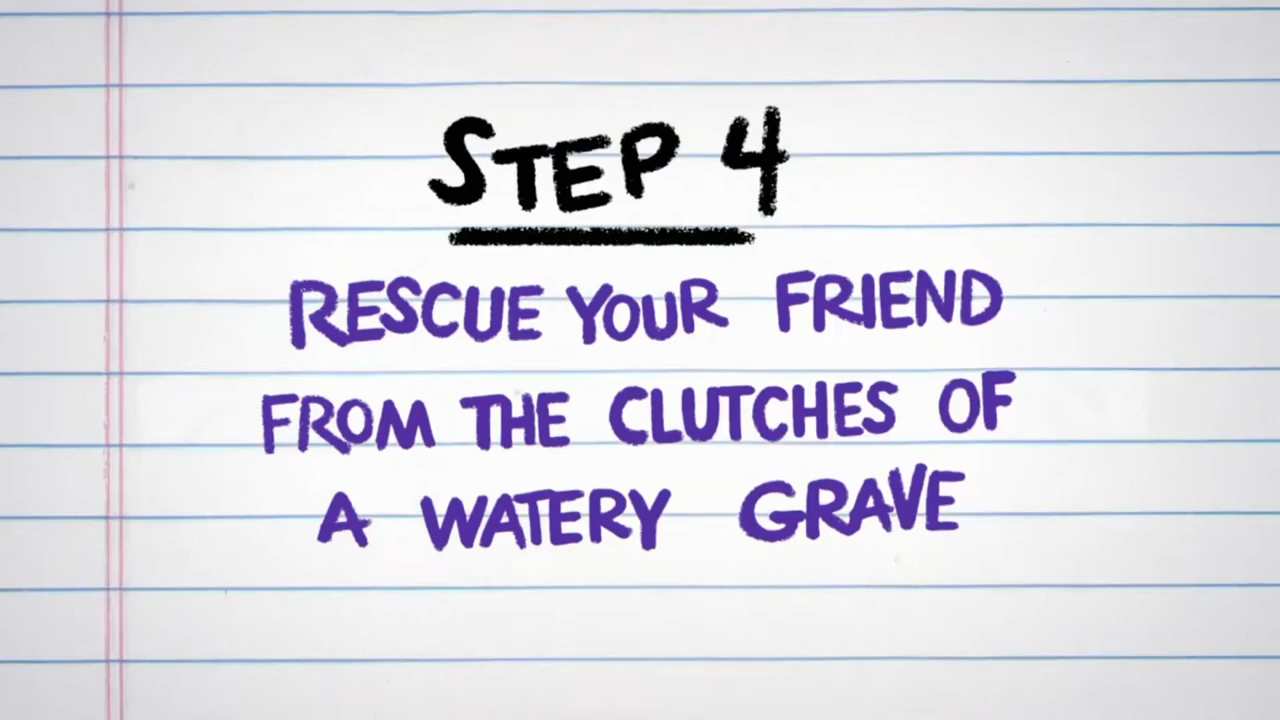 STEP 4
RESCUE YOUR FRIEND
FROM THE CLUTCHES OF
A WATERY GRAVE